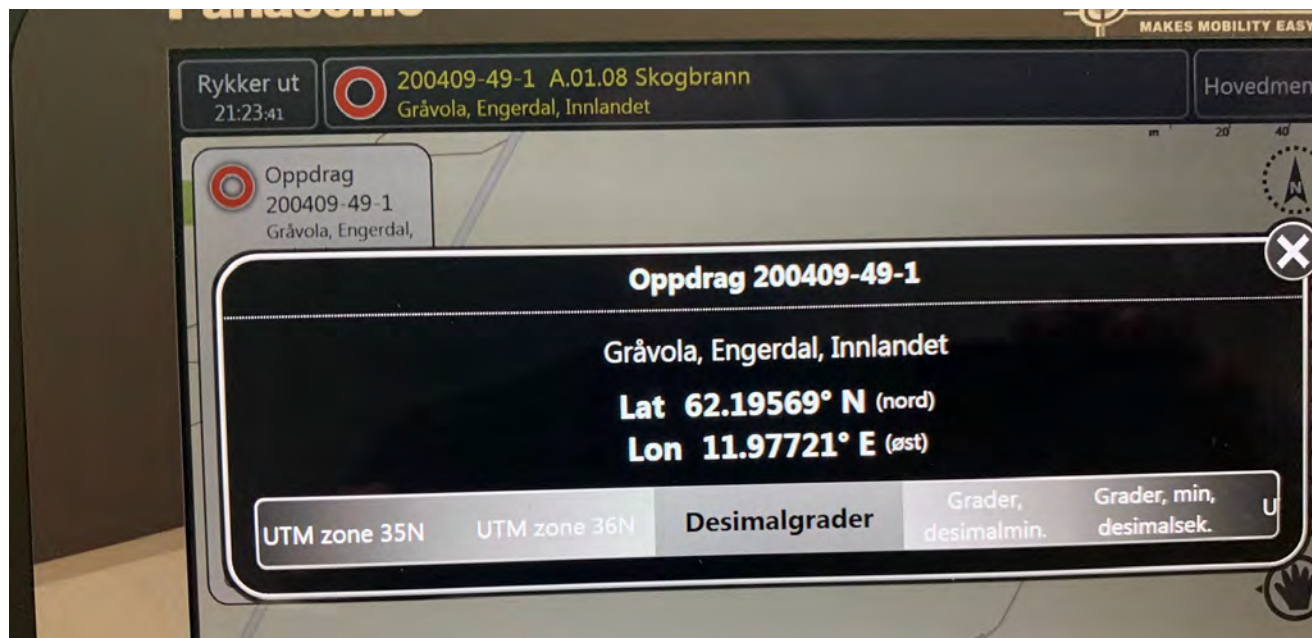 Panasonic
MAKES MOBILITY EASY
Rykker ut
21:23:41
200409-49-1 A.01.08 Skogbrann
Gråvola, Engerdal, Innlandet
Hovedmen
m 20 40
N
Oppdrag
200409-49-1
Gråvola, Engerdal,
Oppdrag 200409-49-1
Gråvola, Engerdal, Innlandet
Lat 62.19569° N (nord)
Lon 11.97721° E (øst)
UTM zone 35N
UTM zone 36N
Desimalgrader
Grader,
desimalmin.
Grader, min,
desimalsek.
U